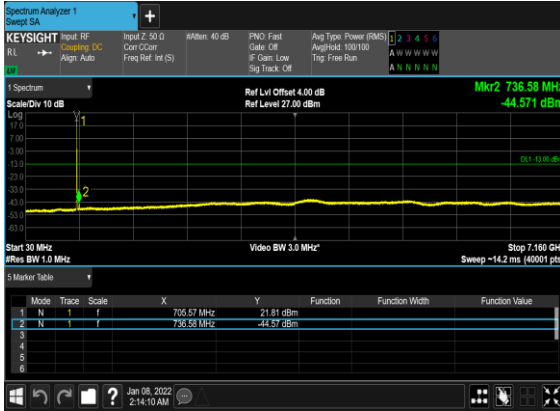 Spectrum Analyzer 1
Swept SA
+
KEYSIGHT Input: RF Input Z: 50 Ω #Atten: 40 dB PNO: Fast Avg Type: Power (RMS) 1 2 3 4 5 6
RL Coupling: DC Corr CCorr Gate: Off Avg|Hold: 100/100 A W W W W W
Align: Auto Freq Ref: Int (S) IF Gain: Low Trig: Free Run
Sig Track: Off A N N N N N
1 Spectrum Ref Lvl Offset 4.00 dB Mkr2 736.58 MHz
Scale/Div 10 dB Ref Level 27.00 dBm -44.571 dBm
Log
17.0
7.00
-3.00
-13.0 DL1 -13.00 dBm
-23.0
-33.0
-43.0
-53.0
-63.0
1
2
Start 30 MHz Video BW 3.0 MHz* Stop 7.160 GHz
#Res BW 1.0 MHz Sweep ~14.2 ms (40001 pts)
5 Marker Table
Mode Trace Scale X Y Function Function Width Function Value
1 N 1 f 705.57 MHz 21.81 dBm
2 N 1 f 736.58 MHz -44.57 dBm
3
4
5
6
? Jan 08, 2022
2:14:10 AM